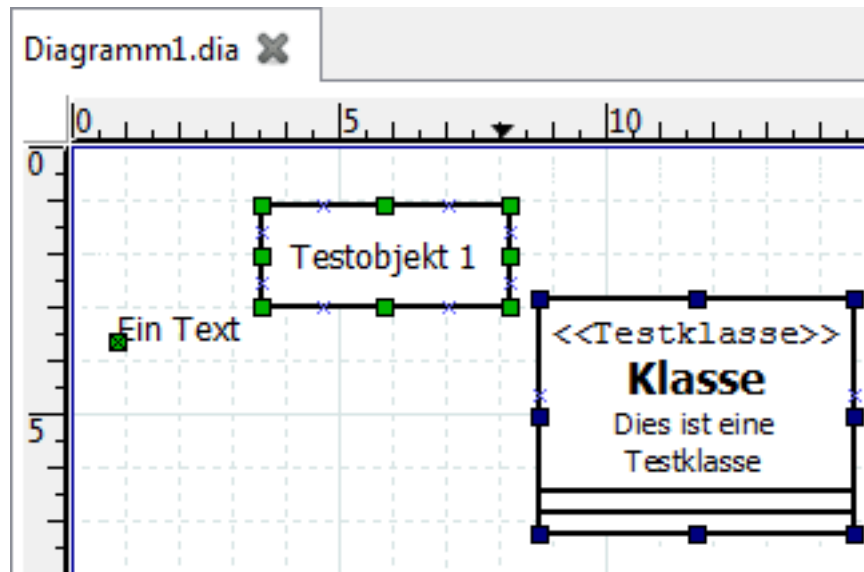 Diagramm1.dia
0 5 10
0
Testobjekt 1
Ein Text
<<Testklasse>>
Klasse
Dies ist eine
Testklasse
5